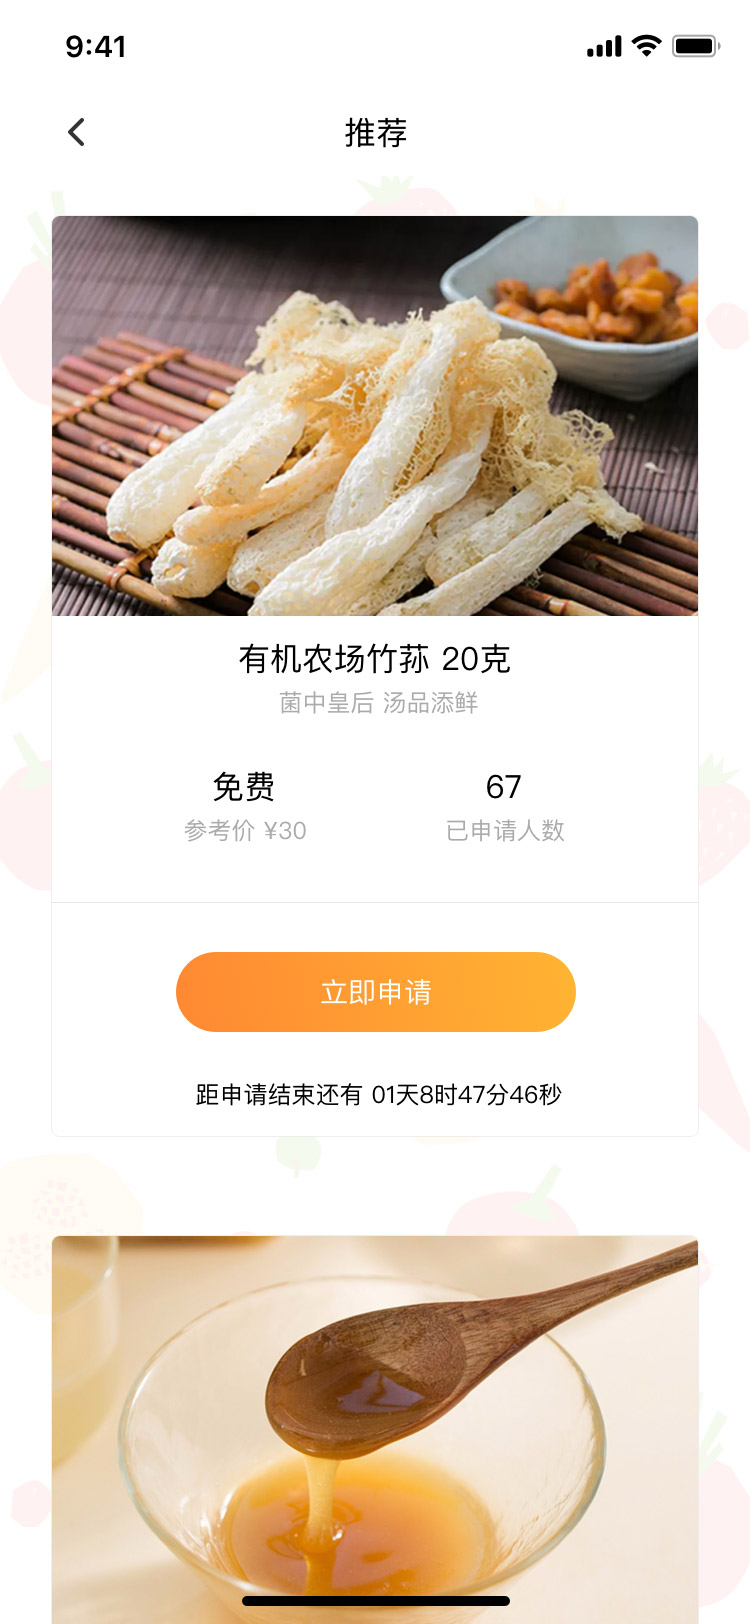 9:41
推荐
有机农场竹荪 20克
菌中皇后 汤品添鲜
免费
67
参考价 ¥30
已申请人数
立即申请
距申请结束还有 01天8时47分46秒